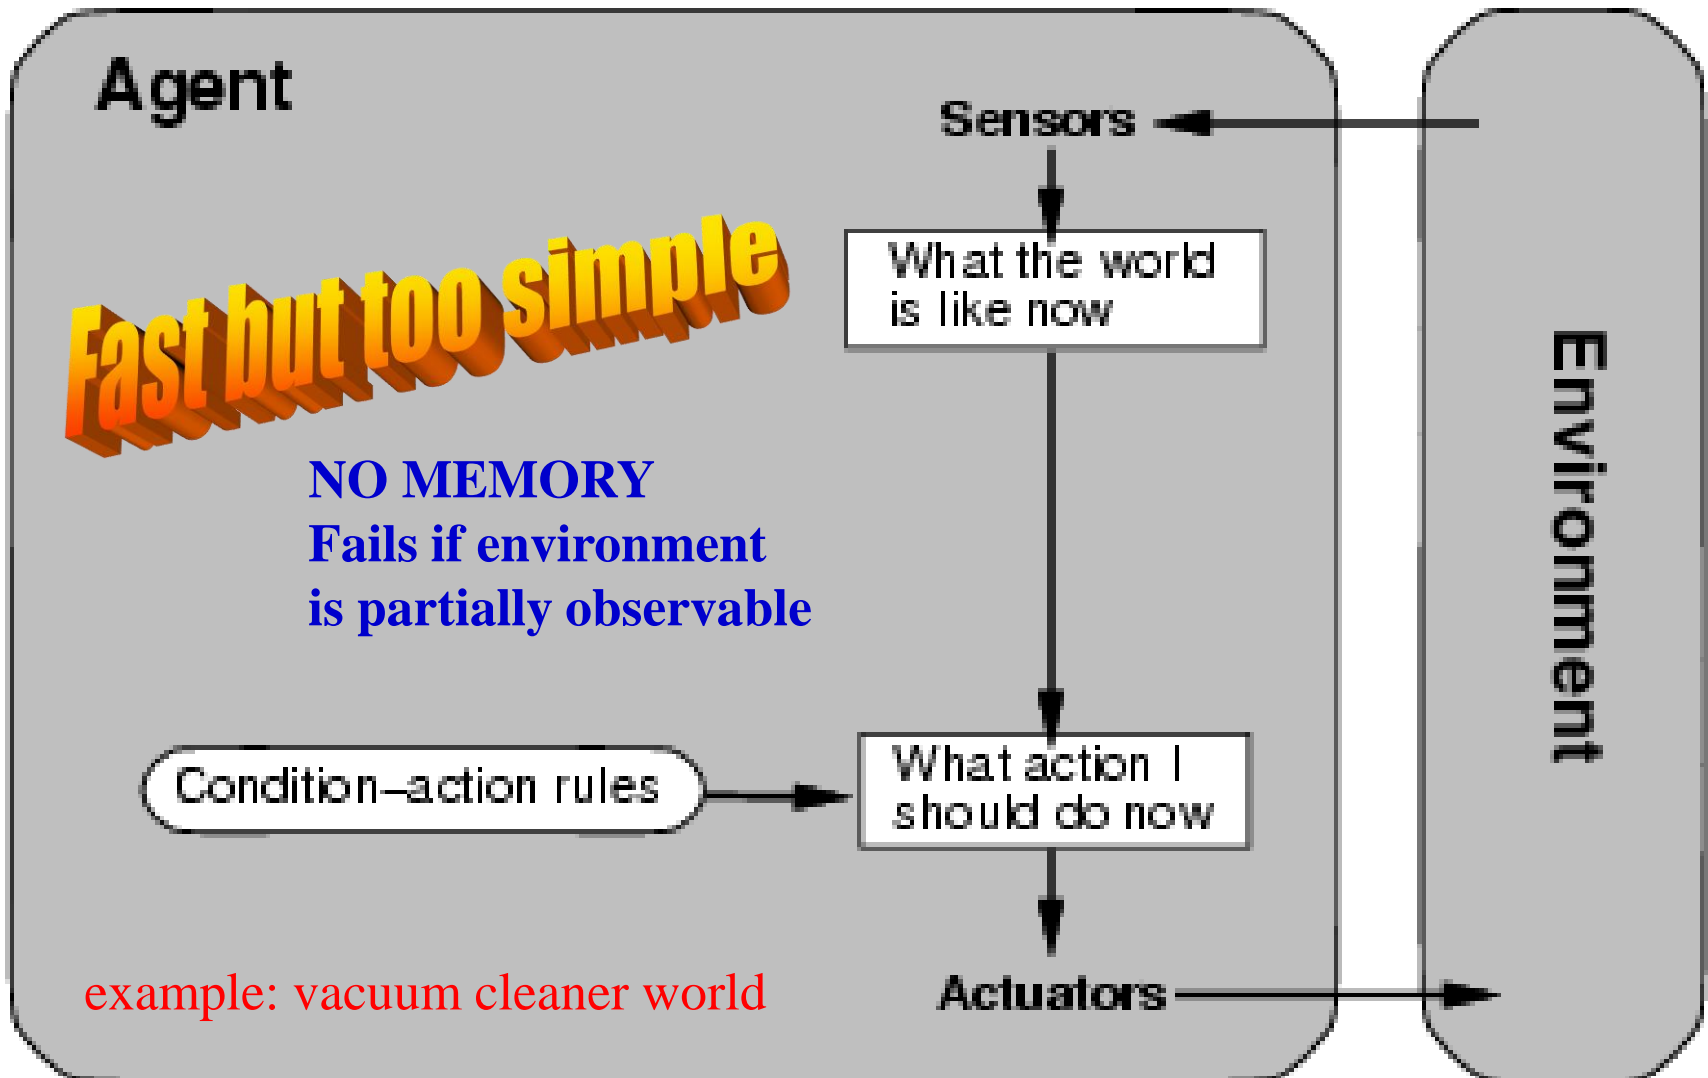 Agent
Sensors
Fast but too simple
What the world
is like now
Environment
NO MEMORY
Fails if environment
is partially observable
Condition–action rules
What action I
should do now
example: vacuum cleaner world
Actuators